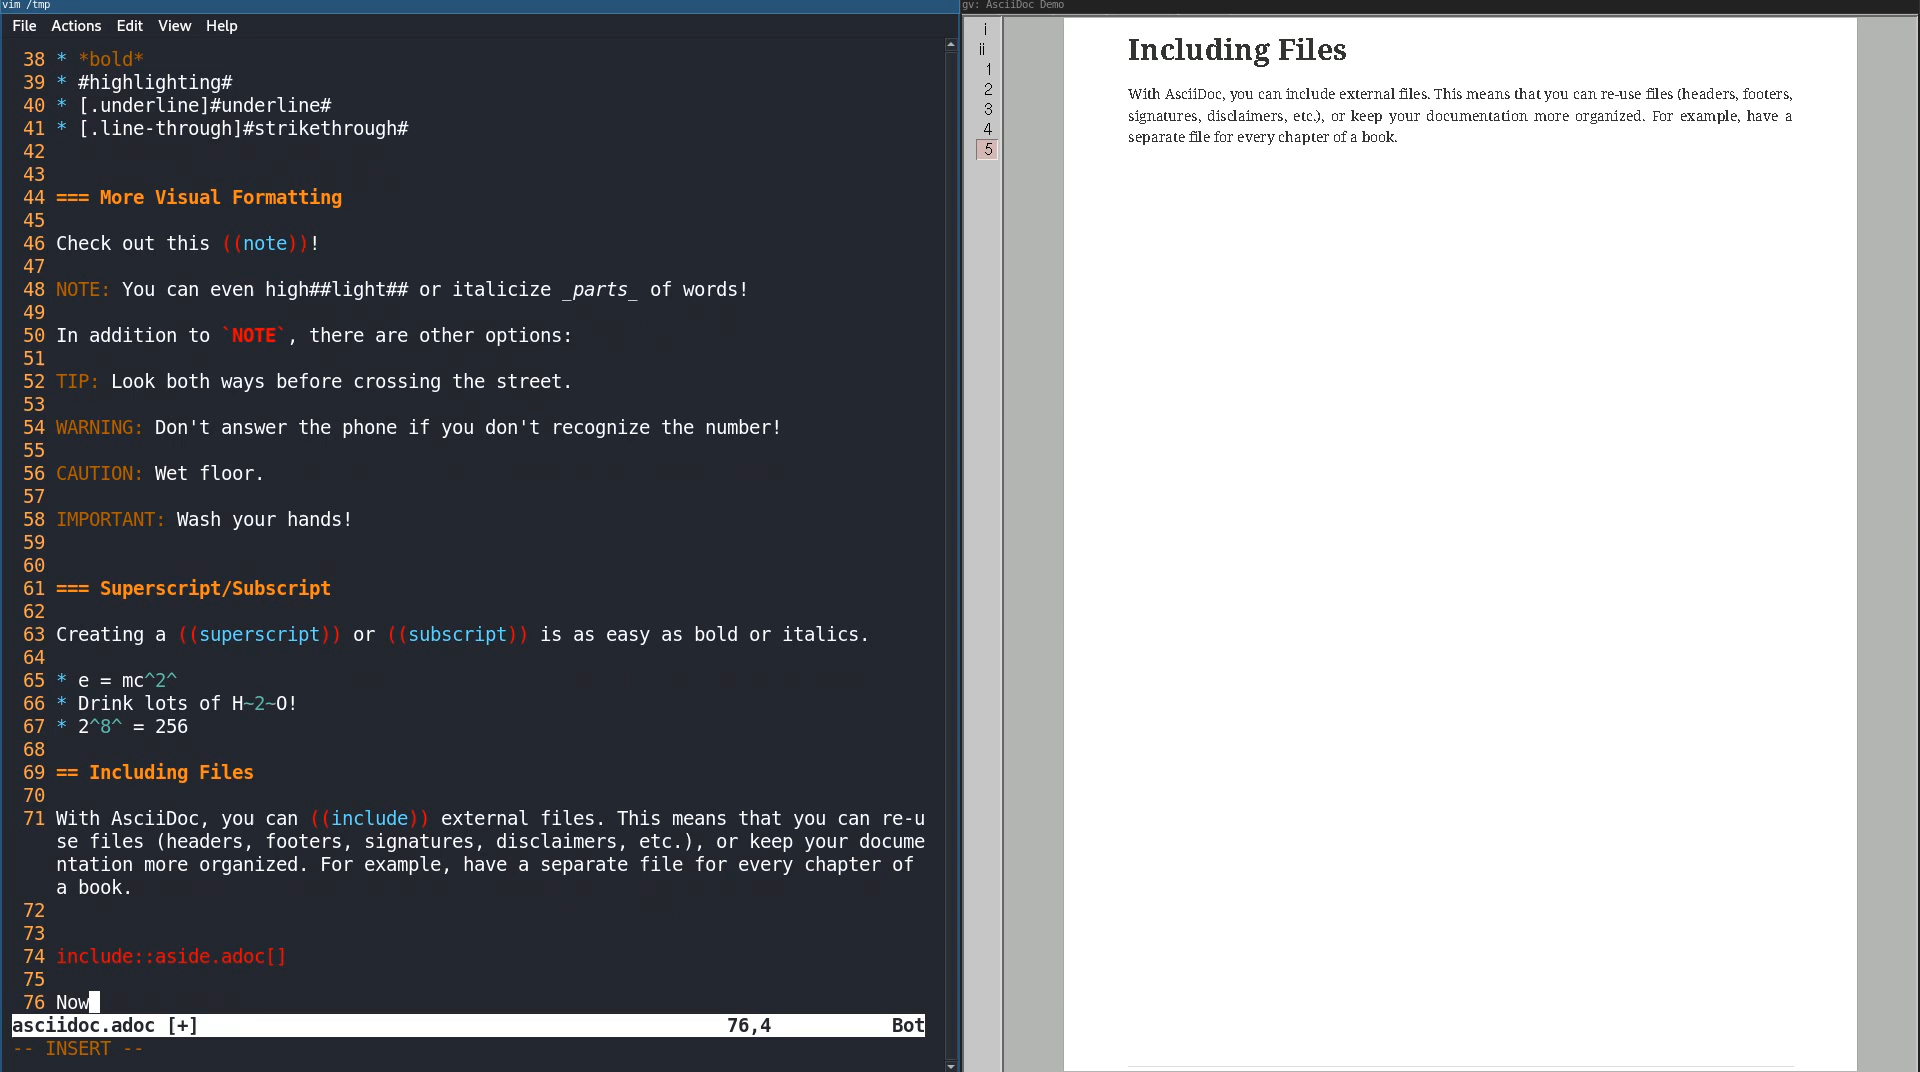 vim /tmp
File Actions Edit View Help
38 * *bold*
39 * #highlighting#
40 * [.underline]#underline#
41 * [.line-through]#strikethrough#
42
43
44 === More Visual Formatting
45
46 Check out this ((note))!
47
48 NOTE: You can even high##light## or italicize _parts_ of words!
49
50 In addition to `NOTE`, there are other options:
51
52 TIP: Look both ways before crossing the street.
53
54 WARNING: Don't answer the phone if you don't recognize the number!
55
56 CAUTION: Wet floor.
57
58 IMPORTANT: Wash your hands!
59
60
61 === Superscript/Subscript
62
63 Creating a ((superscript)) or ((subscript)) is as easy as bold or italics.
64
65 * e = mc^2^
66 * Drink lots of H~2~O!
67 * 2^8^ = 256
68
69 == Including Files
70
71 With AsciiDoc, you can ((include)) external files. This means that you can re-u
se files (headers, footers, signatures, disclaimers, etc.), or keep your docume
ntation more organized. For example, have a separate file for every chapter of
a book.
72
73
74 include::aside.adoc[]
75
76 Now
asciidoc.adoc [+] 76,4 Bot
-- INSERT --
gv: AsciiDoc Demo
i
ii
1
2
3
4
5
Including Files
With AsciiDoc, you can include external files. This means that you can re-use files (headers, footers,
signatures, disclaimers, etc.), or keep your documentation more organized. For example, have a
separate file for every chapter of a book.